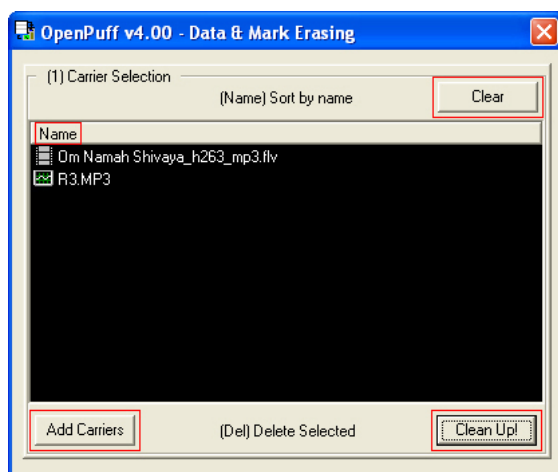 OpenPuff v4.00 - Data & Mark Erasing
(1) Carrier Selection
(Name) Sort by name
Clear
Name
Om Namah Shivaya_h263_mp3.flv
R3.MP3
Add Carriers
(Del) Delete Selected
Clean Up!